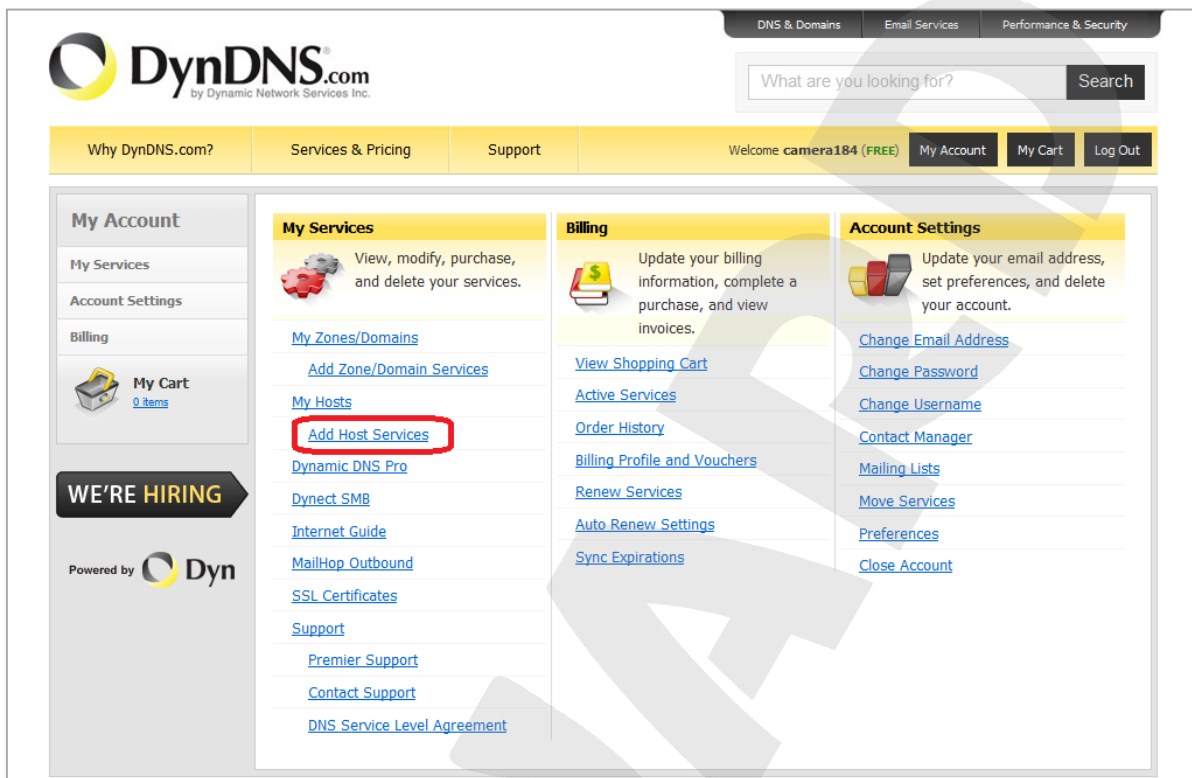 DNS & Domains Email Services Performance & Security
DynDNS.com
by Dynamic Network Services Inc.
What are you looking for? Search
Why DynDNS.com? Services & Pricing Support Welcome camera184 (FREE) My Account My Cart Log Out
My Account
My Services
Account Settings
Billing
My Cart
0 items
WE'RE HIRING
Powered by Dyn
My Services
View, modify, purchase,
and delete your services.
My Zones/Domains
Add Zone/Domain Services
My Hosts
Add Host Services
Dynamic DNS Pro
Dynect SMB
Internet Guide
MailHop Outbound
SSL Certificates
Support
Premier Support
Contact Support
DNS Service Level Agreement
Billing
Update your billing
information, complete a
purchase, and view
invoices.
View Shopping Cart
Active Services
Order History
Billing Profile and Vouchers
Renew Services
Auto Renew Settings
Sync Expirations
Account Settings
Update your email address,
set preferences, and delete
your account.
Change Email Address
Change Password
Change Username
Contact Manager
Mailing Lists
Move Services
Preferences
Close Account